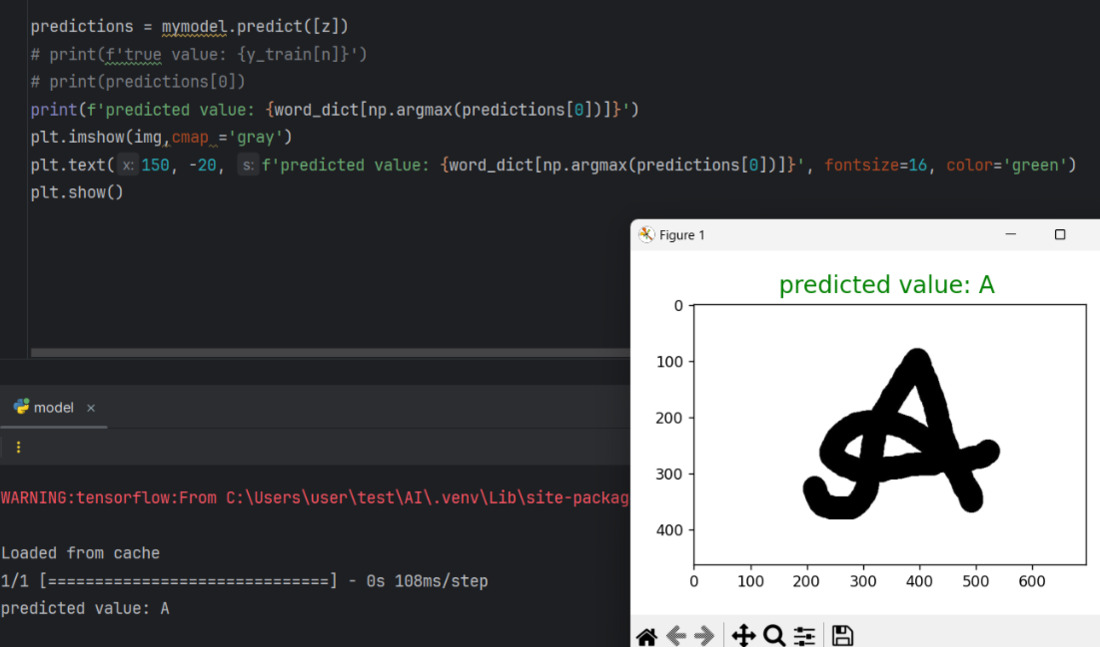 predictions = mymodel.predict([z])
# print(f'true value: {y_train[n]}')
# print(predictions[0])
print(f'predicted value: {word_dict[np.argmax(predictions[0])]}')
plt.imshow(img,cmap ='gray')
plt.text( x: 150, -20, s: f'predicted value: {word_dict[np.argmax(predictions[0])]}', fontsize=16, color='green')
plt.show()
Figure 1
predicted value: A
0
100
200
300
400
A
0 100 200 300 400 500 600
model
WARNING:tensorflow:From C:\Users\user\test\AI\.venv\Lib\site-packag
Loaded from cache
1/1 [==============================] - 0s 108ms/step
predicted value: A